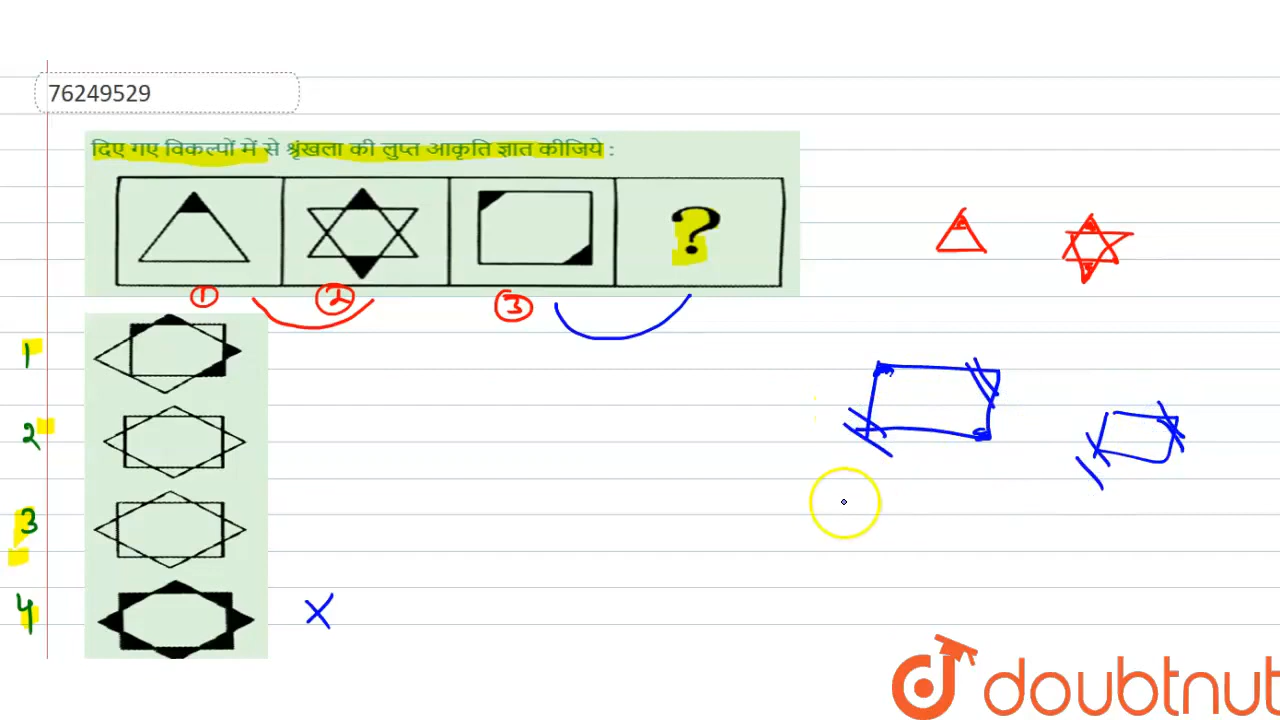 76249529
दिए गए विकल्पों में से श्रृंखला की लुप्त आकृति ज्ञात कीजिये :
?
1 2 3
1
2
3
4
doubtnut